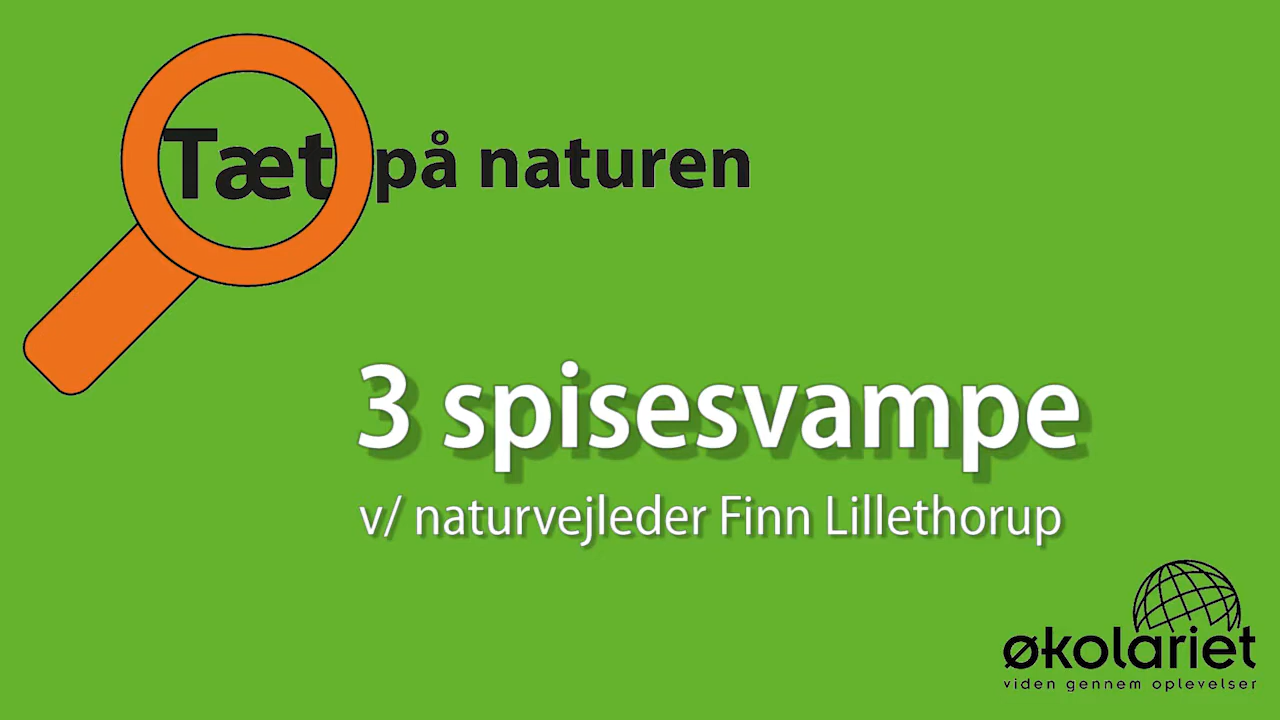 Tæt på naturen
3 spisesvampe
v/ naturvejleder Finn Lillethorup
økolariet
viden gennem oplevelser